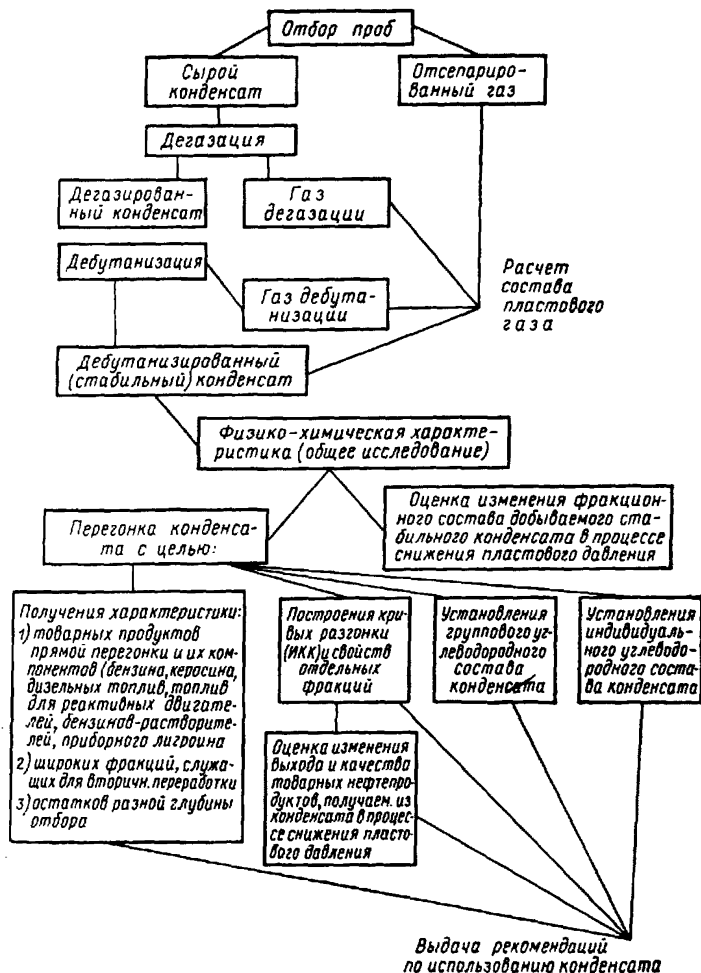 Отбор проб
Сырой
конденсат
Отсепариро-
ванный газ
Дегазация
Дегазирован-
ный конденсат
Газ
дегазации
Дебутанизация
Газ дебута-
низации
Расчет
состава
пластового
газа
Дебутанизированный
(стабильный) конденсат
Физико-химическая характе-
ристика (общее исследование)
Перегонка конденса-
та с целью:
Оценка изменения фракцион-
ного состава добываемого ста-
бильного конденсата в процессе
снижения пластового давления
Получения характеристики:
1) товарных продуктов
прямой перегонки и их ком-
понентов (бензина, керосина,
дизельных топлив, топлив
для реактивных двигате-
лей, бензинов-растворите-
лей, приборного лигроина
2) широких фракций, служа-
щих для вторичн. переработки
3) остатков разной глубины
отбора
Построения кри-
вых разгонки
(ИКК) и свойств
отдельных
фракций
Установления
группового уг-
леводородного
состава
конденсата
Установления
индивидуаль-
ного углеводо-
родного соста-
ва конденсата
Оценка изменения
выхода и качества
товарных нефтепро-
дуктов, получаем. из
конденсата в процес-
се снижения пласт-
ового давления
Выдача рекомендаций
по использованию конденсата